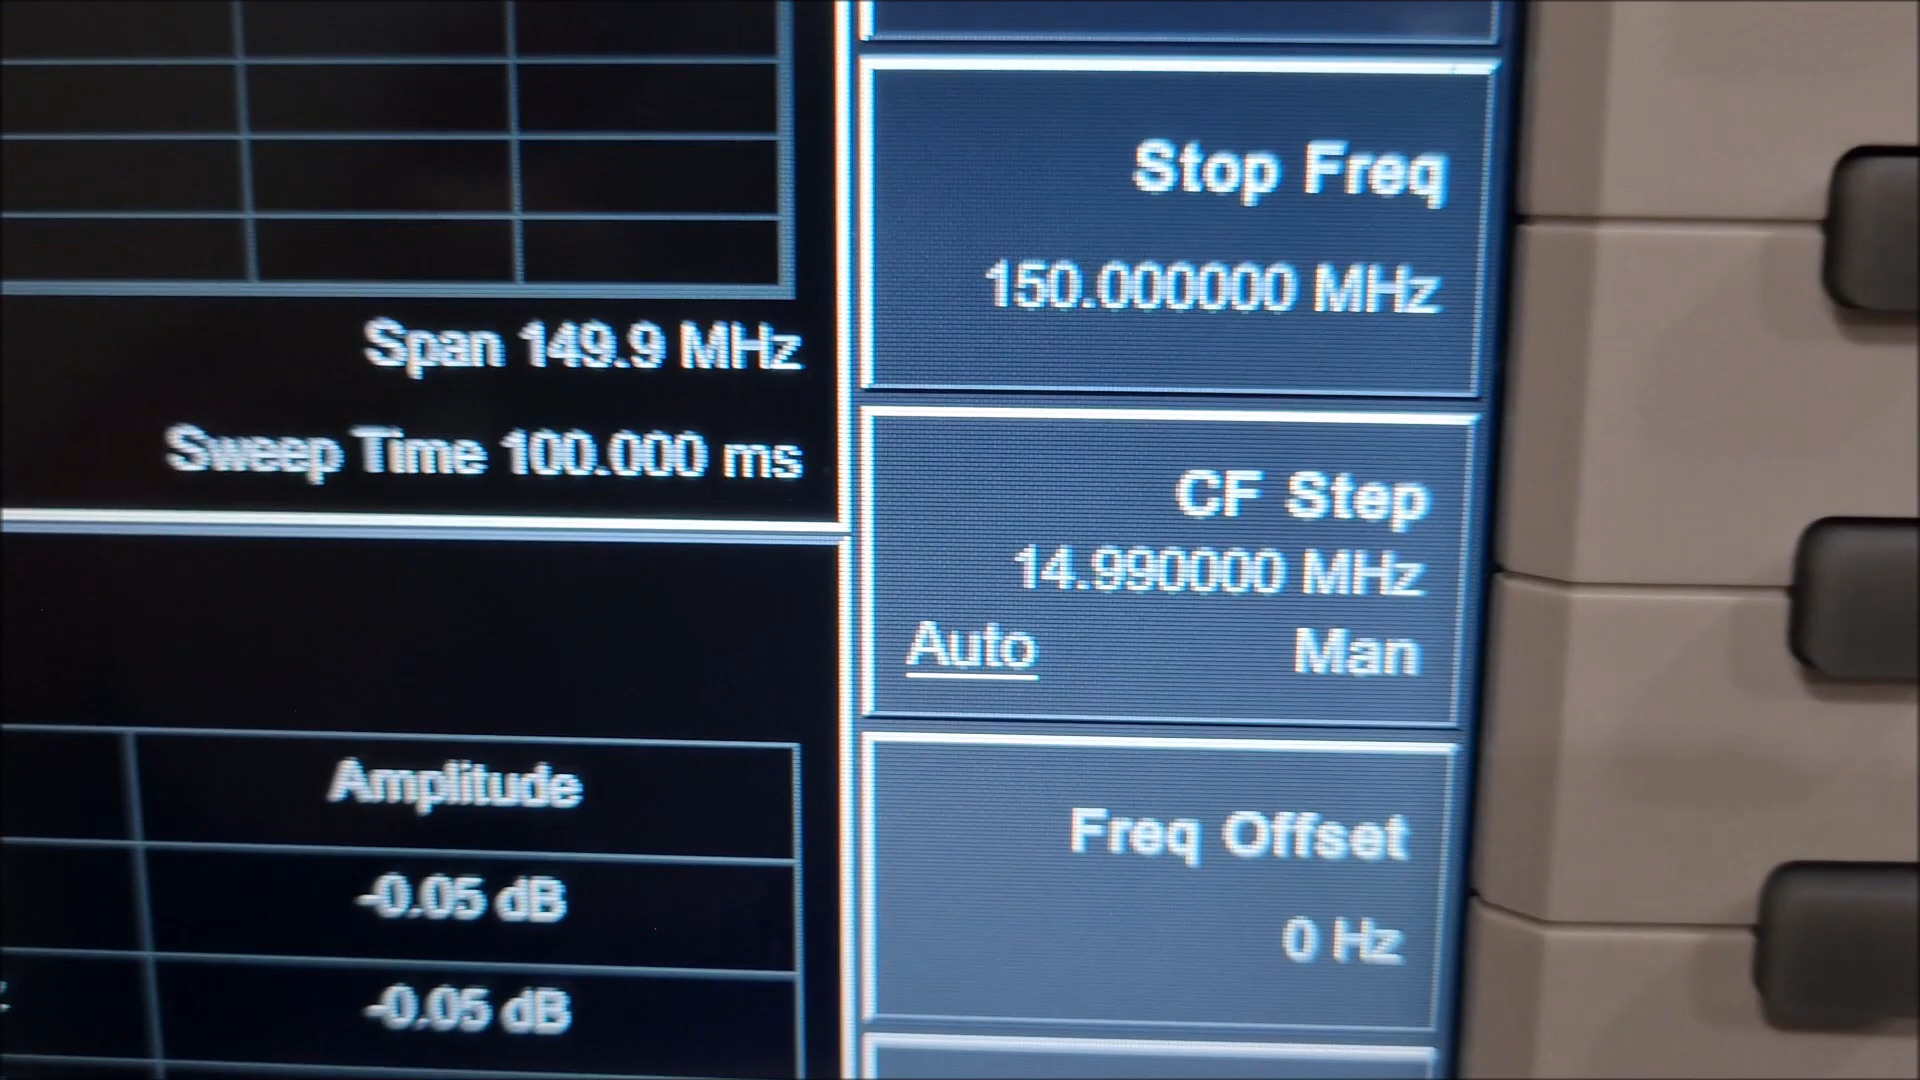 Stop Freq
150.000000 MHz
Span 149.9 MHz
Sweep Time 100.000 ms
CF Step
14.990000 MHz
Auto Man
Amplitude
-0.05 dB
-0.05 dB
Freq Offset
0 Hz